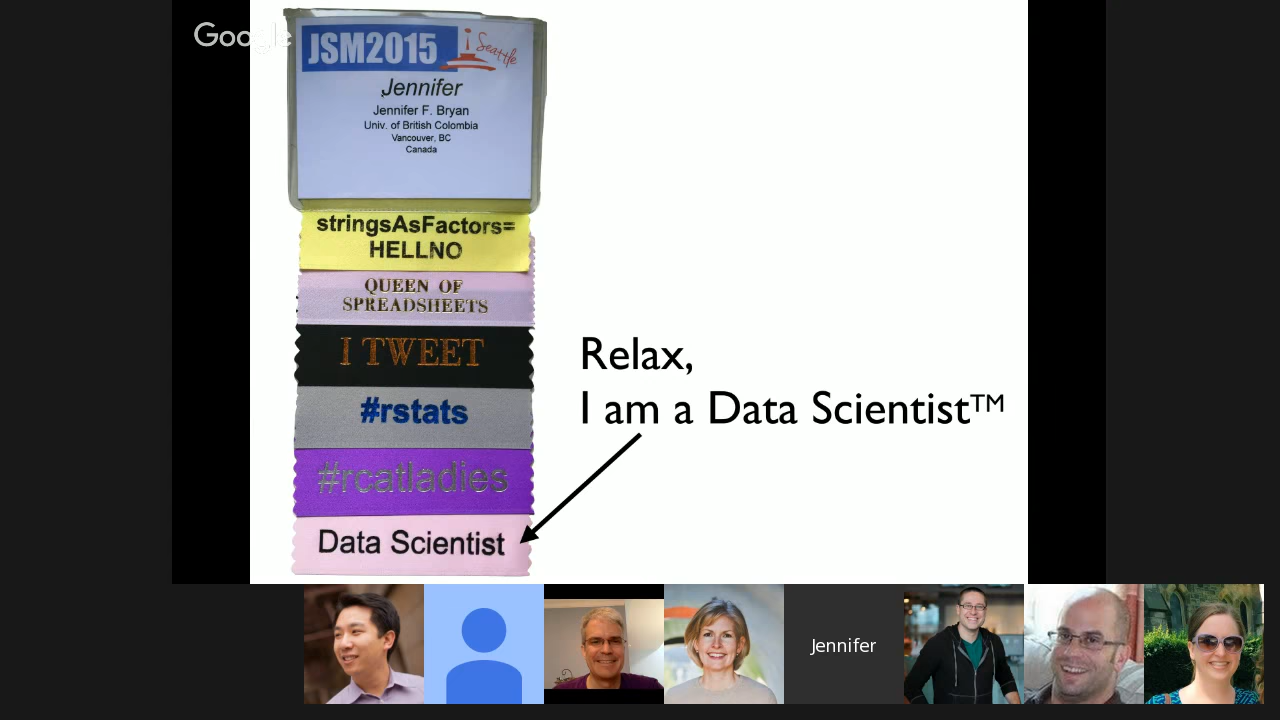 Google
JSM2015
Seattle
Jennifer
Jennifer F. Bryan
Univ. of British Colombia
Vancouver, BC
Canada
stringsAsFactors=
HELLNO
QUEEN OF
SPREADSHEETS
I TWEET
#rstats
#rcatladies
Data Scientist
Relax,
I am a Data Scientist™
Jennifer